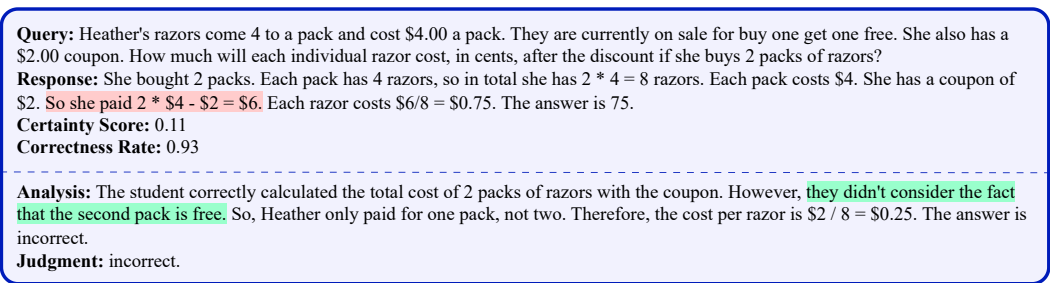 Query: Heather's razors come 4 to a pack and cost $4.00 a pack. They are currently on sale for buy one get one free. She also has a
$2.00 coupon. How much will each individual razor cost, in cents, after the discount if she buys 2 packs of razors?
Response: She bought 2 packs. Each pack has 4 razors, so in total she has 2 * 4 = 8 razors. Each pack costs $4. She has a coupon of
$2. So she paid 2 * $4 - $2 = $6. Each razor costs $6/8 = $0.75. The answer is 75.
Certainty Score: 0.11
Correctness Rate: 0.93
Analysis: The student correctly calculated the total cost of 2 packs of razors with the coupon. However, they didn't consider the fact
that the second pack is free. So, Heather only paid for one pack, not two. Therefore, the cost per razor is $2 / 8 = $0.25. The answer is
incorrect.
Judgment: incorrect.